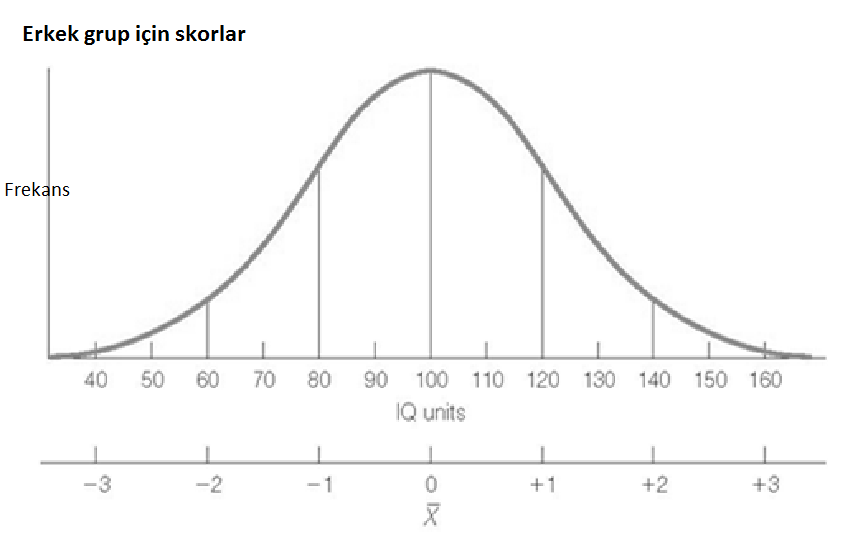 Erkek grup için skorlar
Frekans
40 50 60 70 80 90 100 110 120 130 140 150 160
IQ units
−3 −2 −1 0 +1 +2 +3
X̅